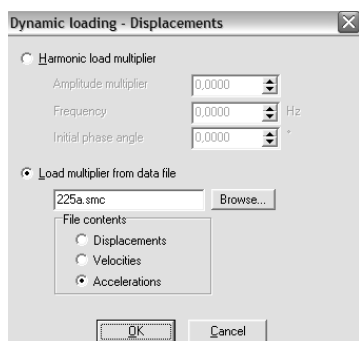 Dynamic loading - Displacements
Harmonic load multiplier
Amplitude multiplier 0,0000
Frequency 0,0000 Hz
Initial phase angle 0,0000 °
Load multiplier from data file
225a.smc Browse...
File contents
Displacements
Velocities
Accelerations
OK Cancel